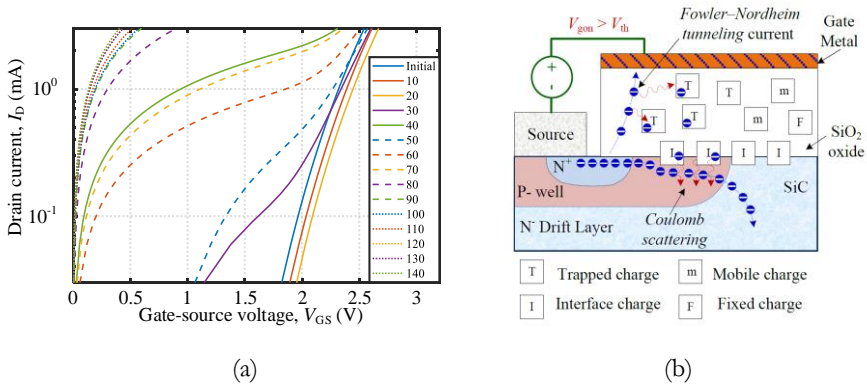 (a)
Drain current, I_D (mA)
10⁰
10⁻¹
0
0.5
1
1.5
2
2.5
3
Gate-source voltage, V_GS (V)
Initial
10
20
30
40
50
60
70
80
90
100
110
120
130
140
(a)
(b)
V_gon > V_th
Fowler–Nordheim
tunneling current
Gate
Metal
+
-
T
T
T
T
m
m
F
Source
I
I
I
I
SiO₂
oxide
N⁺
P- well
SiC
N⁻ Drift Layer
Coulomb
scattering
T Trapped charge
m Mobile charge
I Interface charge
F Fixed charge
(b)